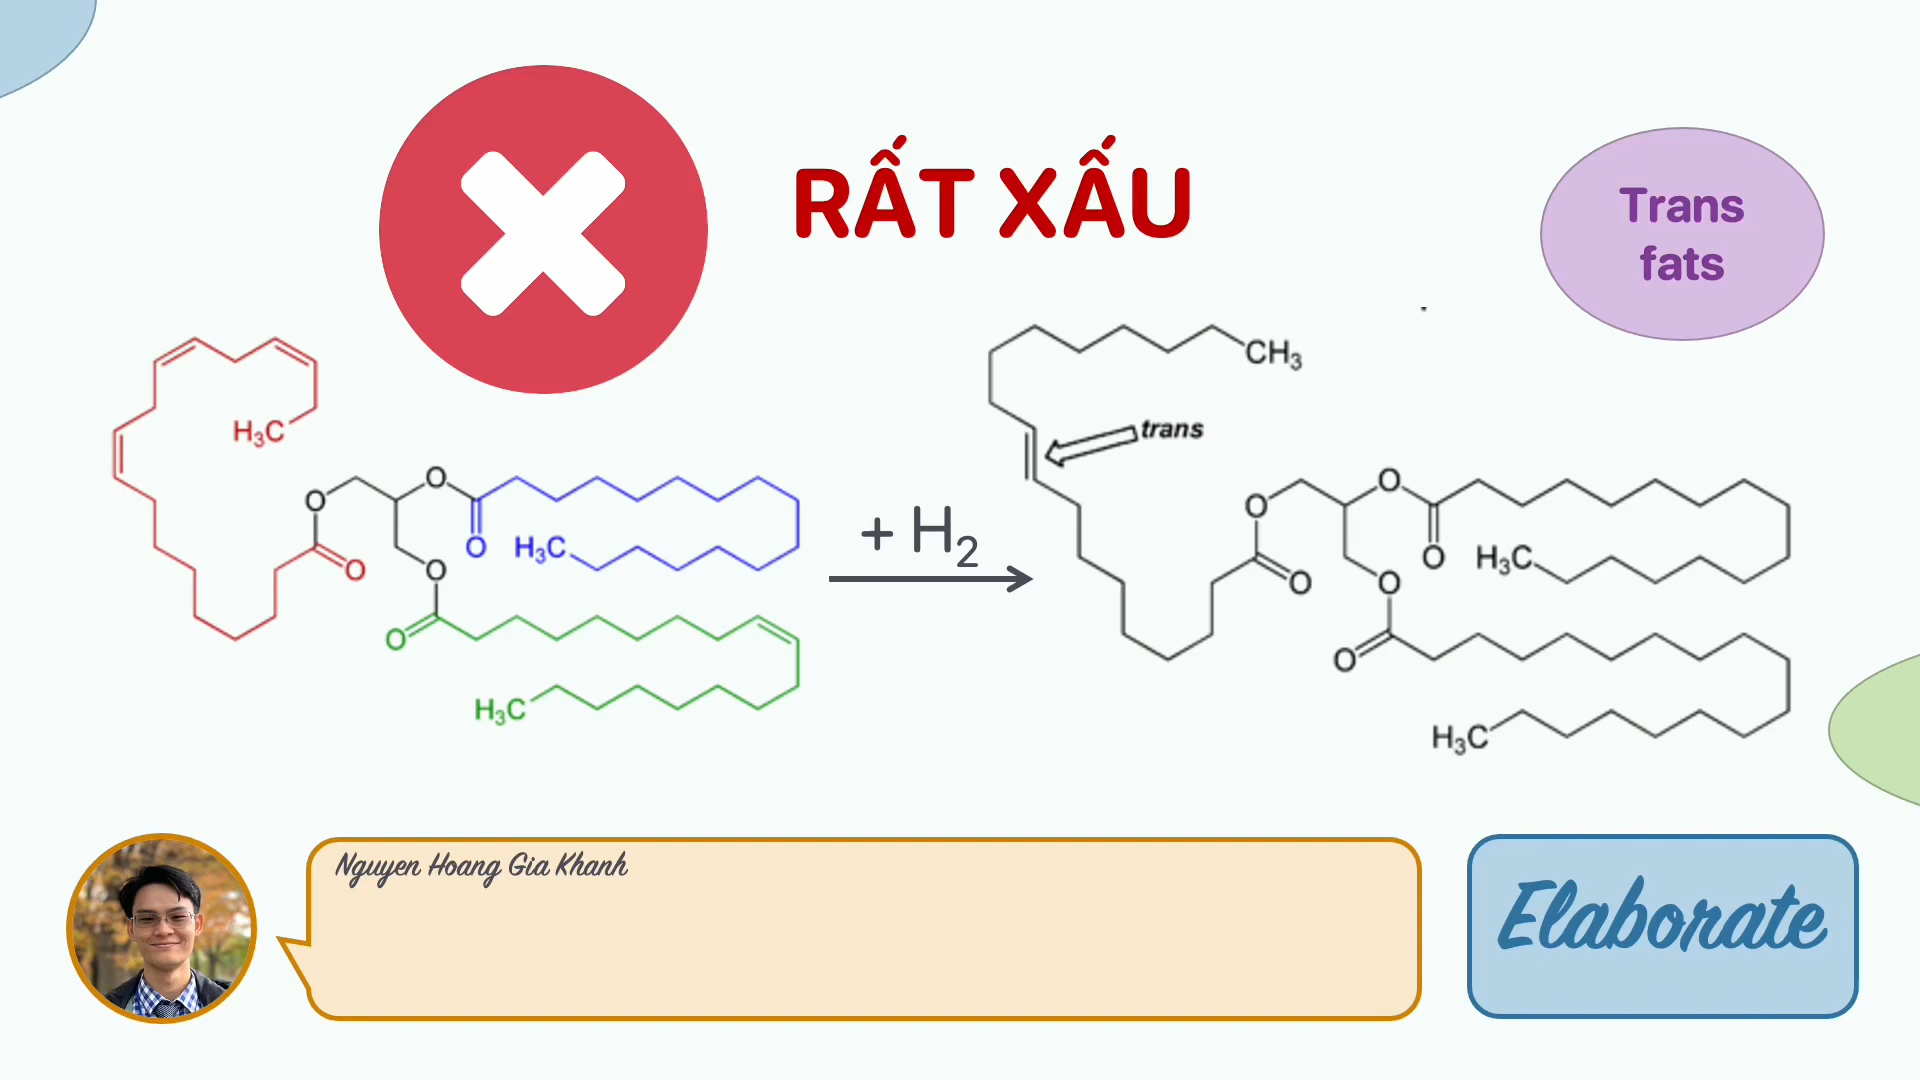 RẤT XẤU
Trans
fats
CH3
H3C
trans
O
O
O
O
O
O
H3C
H3C
+ H2
O
O
O
O
O
O
H3C
H3C
Nguyen Hoang Gia Khanh
Elaborate